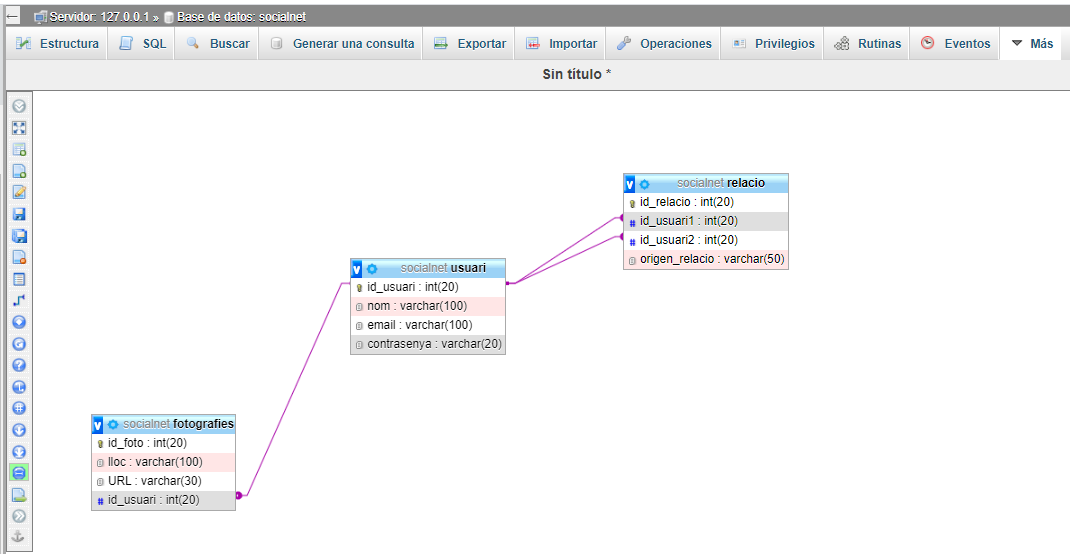 Servidor: 127.0.0.1 » Base de datos: socialnet
Estructura SQL Buscar Generar una consulta Exportar Importar Operaciones Privilegios Rutinas Eventos Más
Sin título *
socialnet relacio
id_relacio : int(20)
id_usuari1 : int(20)
id_usuari2 : int(20)
origen_relacio : varchar(50)
socialnet usuari
id_usuari : int(20)
nom : varchar(100)
email : varchar(100)
contrasenya : varchar(20)
socialnet fotografies
id_foto : int(20)
lloc : varchar(100)
URL : varchar(30)
id_usuari : int(20)